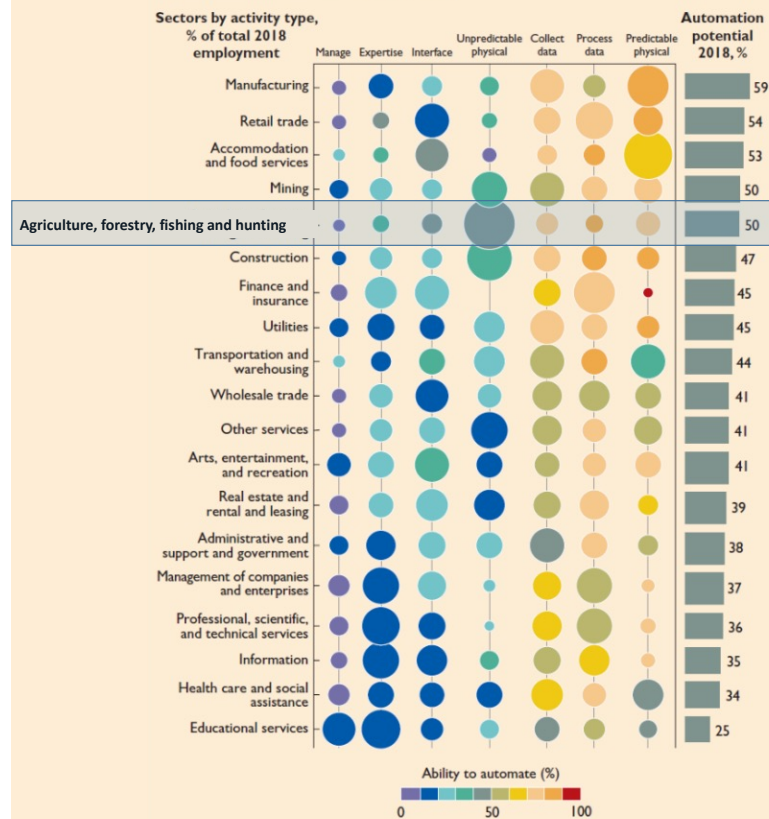 Sectors by activity type,
% of total 2018
employment
Manage Expertise Interface Unpredictable physical Collect data Process data Predictable physical
Automation
potential
2018, %
Manufacturing 59
Retail trade 54
Accommodation
and food services 53
Mining 50
Agriculture, forestry, fishing and hunting 50
Construction 47
Finance and
insurance 45
Utilities 45
Transportation and
warehousing 44
Wholesale trade 41
Other services 41
Arts, entertainment,
and recreation 41
Real estate and
rental and leasing 39
Administrative and
support and government 38
Management of companies
and enterprises 37
Professional, scientific,
and technical services 36
Information 35
Health care and social
assistance 34
Educational services 25
Ability to automate (%)
0 50 100